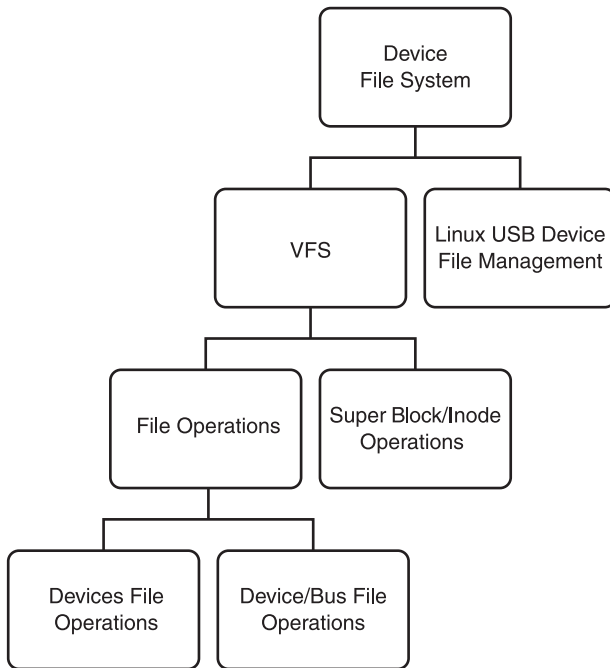 Device
File System
VFS
Linux USB Device
File Management
File Operations
Super Block/Inode
Operations
Devices File
Operations
Device/Bus File
Operations